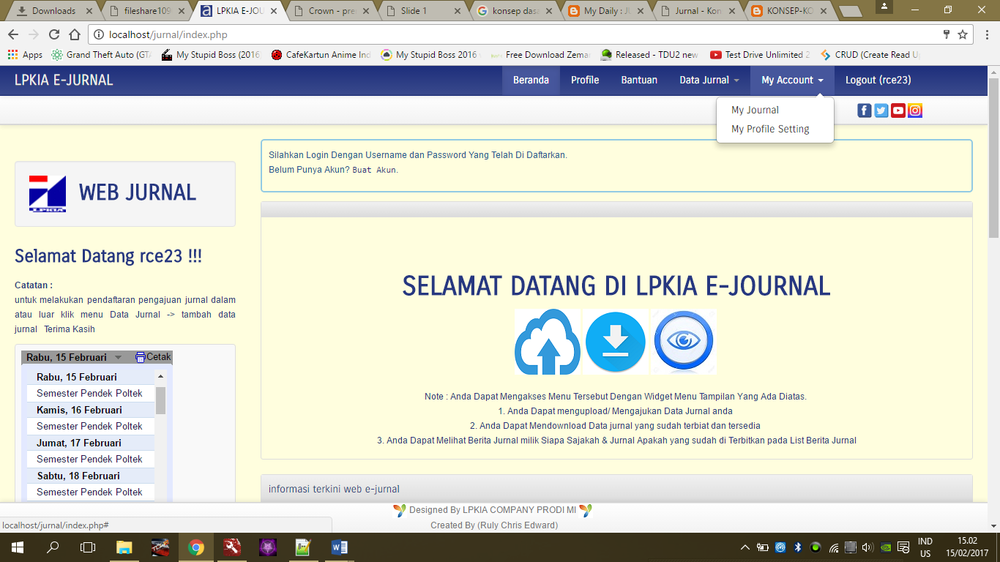 Downloads
fileshare109
LPKIA E-JOU
Crown - pre
Slide 1
konsep dasa
My Daily : JU
Jurnal - Kon
KONSEP-KO
localhost/jurnal/index.php
Apps
Grand Theft Auto (GTA
My Stupid Boss (2016)
CafeKartun Anime Ind
My Stupid Boss 2016
Free Download Zema
Released - TDU2 new
Test Drive Unlimited 2
CRUD (Create Read U
LPKIA E-JURNAL
Beranda
Profile
Bantuan
Data Jurnal
My Account
Logout (rce23)
My Journal
My Profile Setting
Silahkan Login Dengan Username dan Password Yang Telah Di Daftarkan.
Belum Punya Akun? Buat Akun.
WEB JURNAL
LPKIA
Selamat Datang rce23 !!!
Catatan :
untuk melakukan pendaftaran pengajuan jurnal dalam
atau luar klik menu Data Jurnal -> tambah data
jurnal Terima Kasih
Rabu, 15 Februari
Cetak
Rabu, 15 Februari
Semester Pendek Poltek
Kamis, 16 Februari
Semester Pendek Poltek
Jumat, 17 Februari
Semester Pendek Poltek
Sabtu, 18 Februari
Semester Pendek Poltek
SELAMAT DATANG DI LPKIA E-JOURNAL
Note : Anda Dapat Mengakses Menu Tersebut Dengan Widget Menu Tampilan Yang Ada Diatas.
1. Anda Dapat mengupload/ Mengajukan Data Jurnal anda
2. Anda Dapat Mendownload Data jurnal yang sudah terbiat dan tersedia
3. Anda Dapat Melihat Berita Jurnal milik Siapa Sajakah & Jurnal Apakah yang sudah di Terbitkan pada List Berita Jurnal
informasi terkini web e-jurnal
Designed By LPKIA COMPANY PRODI MI
Created By (Ruly Chris Edward)
localhost/jurnal/index.php#
IND
US
15.02
15/02/2017